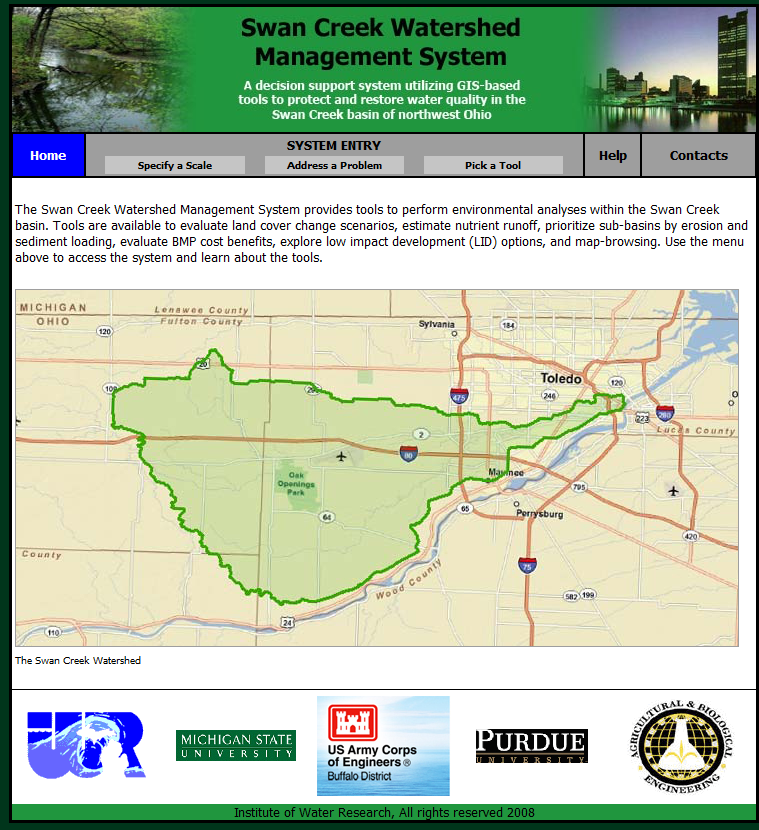 Swan Creek Watershed
Management System
A decision support system utilizing GIS-based
tools to protect and restore water quality in the
Swan Creek basin of northwest Ohio
Home
SYSTEM ENTRY
Specify a Scale
Address a Problem
Pick a Tool
Help
Contacts
The Swan Creek Watershed Management System provides tools to perform environmental analyses within the Swan Creek
basin. Tools are available to evaluate land cover change scenarios, estimate nutrient runoff, prioritize sub-basins by erosion and
sediment loading, evaluate BMP cost benefits, explore low impact development (LID) options, and map-browsing. Use the menu
above to access the system and learn about the tools.
MICHIGAN
OHIO
Lenawee County
Fulton County
120
Sylvania
184
20
109
475
Toledo
246
120
2
223
280
Lucas County
80
Oak
Openings
Park
Maumee
64
65
795
Perrysburg
420
County
75
Wood County
582
199
24
110
The Swan Creek Watershed
IWR
MICHIGAN STATE
UNIVERSITY
US Army Corps
of Engineers ®
Buffalo District
PURDUE
UNIVERSITY
AGRICULTURAL & BIOLOGICAL
ENGINEERING
Institute of Water Research, All rights reserved 2008